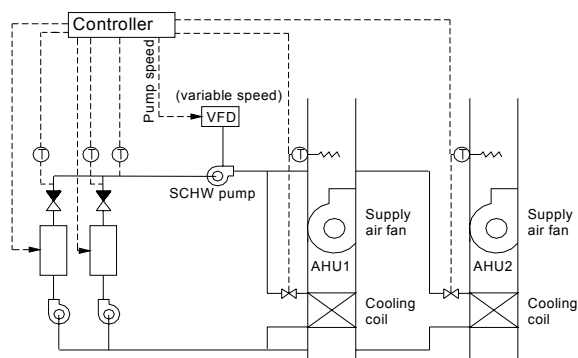 Controller
Pump speed
(variable speed)
VFD
T
T
T
T
T
SCHW pump
Supply
air fan
Supply
air fan
AHU1
AHU2
Cooling
coil
Cooling
coil